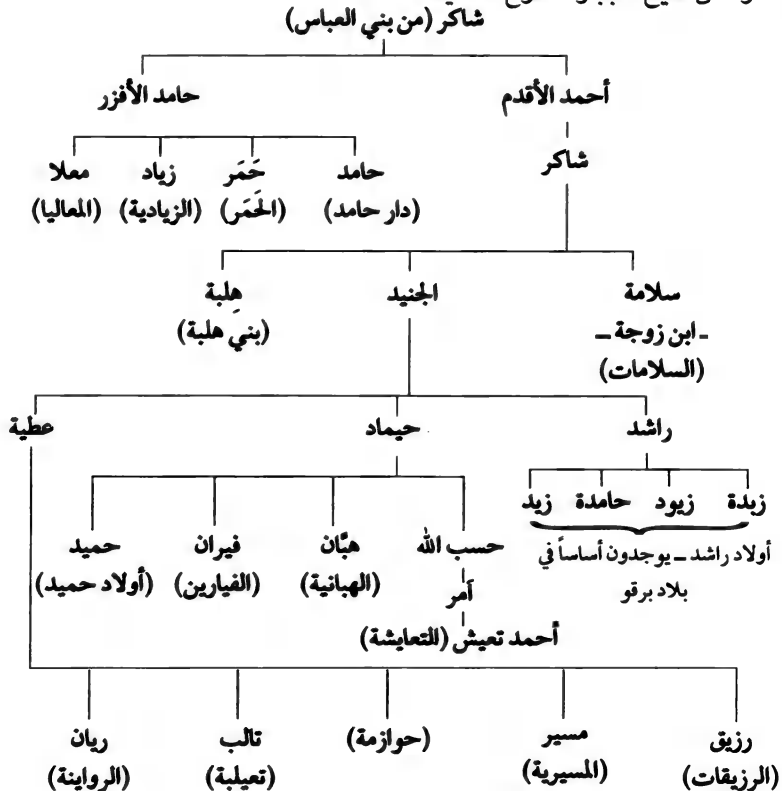 شاكر (من بني العباس)
أحمد الأقدم حامد الأفزر
شاكر
حامد حَمَر زياد معلا
(دار حامد) (الحَمَر) (الزيادية) (المعاليا)
سلامة الجنيد هِلبة
ـ ابن زوجة ـ (بني هلبة)
(السلامات)
راشد حيماد عطية
زبدة زيود حامدة زيد
أولاد راشد ـ يوجدون أساساً في
بلاد برقو
حسب الله هبَّان فيران حميد
(الهبانية) (الفيارين) (أولاد حميد)
آمر
أحمد تعيش (للتعايشة)
رزيق مسير (حوازمة) تالب ريان
(الرزيقات) (المسيرية) (تعيلبة) (الرواينة)